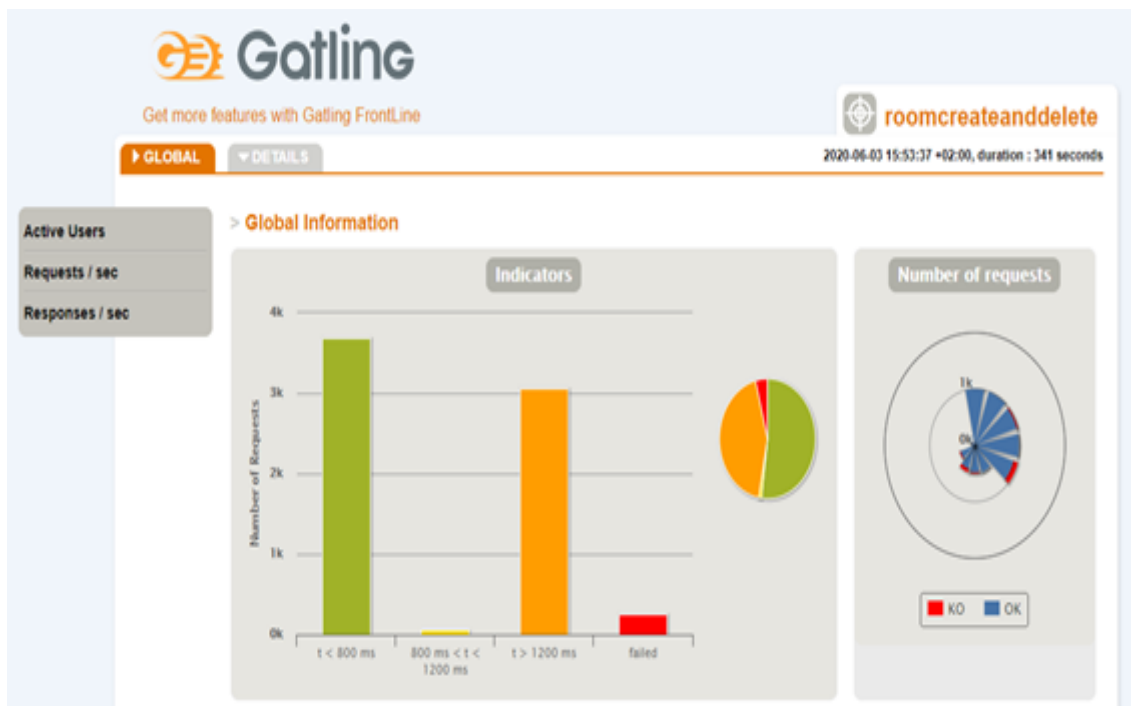 Gatling
Get more features with Gatling FrontLine
roomcreateanddelete
GLOBAL
DETAILS
2020-06-03 15:53:37 +02:00, duration : 341 seconds
Active Users
Requests / sec
Responses / sec
> Global Information
Indicators
Number of Requests
4k
3k
2k
1k
0k
t < 800 ms
800 ms < t <
1200 ms
t > 1200 ms
failed
Number of requests
1k
0k
KO
OK